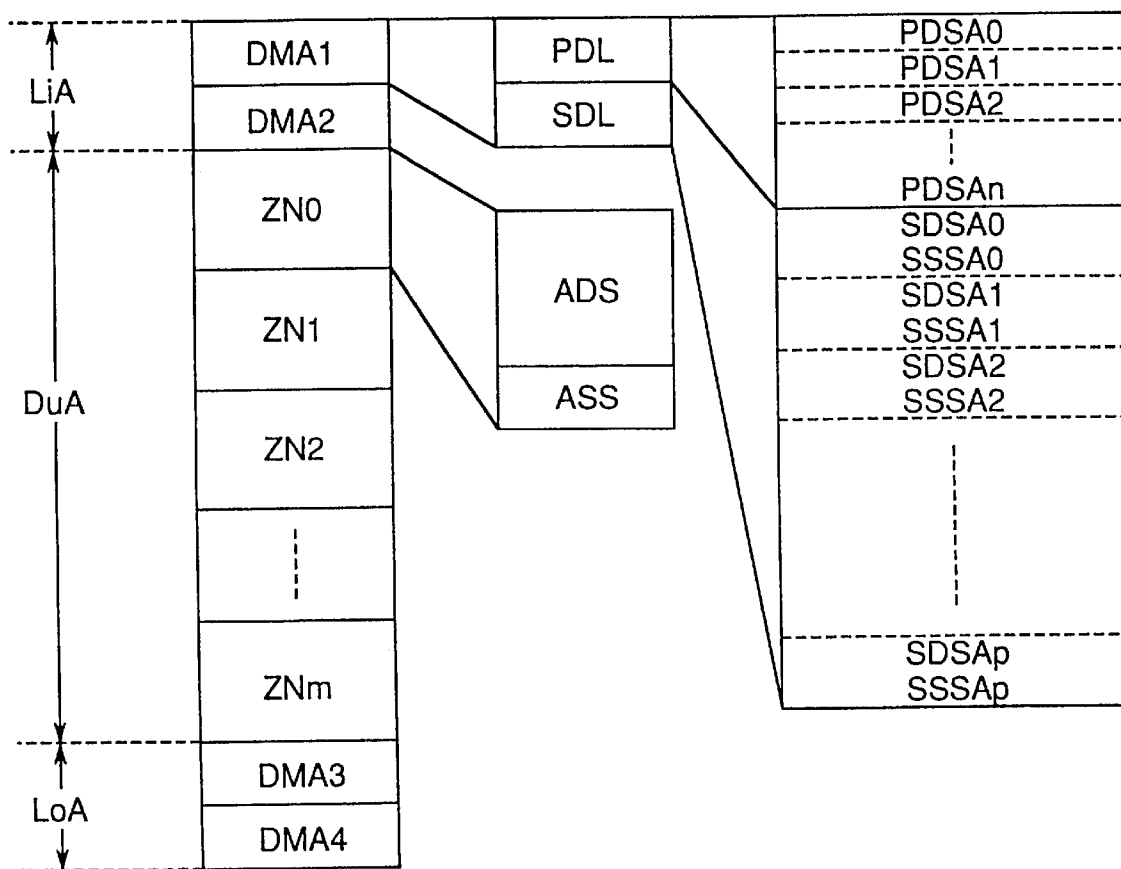 LiA
DuA
LoA
DMA1
DMA2
ZN0
ZN1
ZN2
ZNm
DMA3
DMA4
PDL
SDL
ADS
ASS
PDSA0
PDSA1
PDSA2
PDSAn
SDSA0
SSSA0
SDSA1
SSSA1
SDSA2
SSSA2
SDSAp
SSSAp